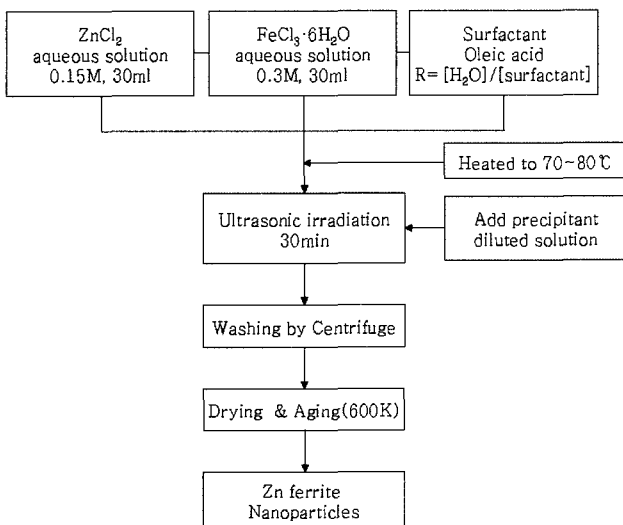 ZnCl₂
aqueous solution
0.15M, 30ml
FeCl₃·6H₂O
aqueous solution
0.3M, 30ml
Surfactant
Oleic acid
R=[H₂O]/[surfactant]
Heated to 70~80℃
Ultrasonic irradiation
30min
Add precipitant
diluted solution
Washing by Centrifuge
Drying & Aging(600K)
Zn ferrite
Nanoparticles